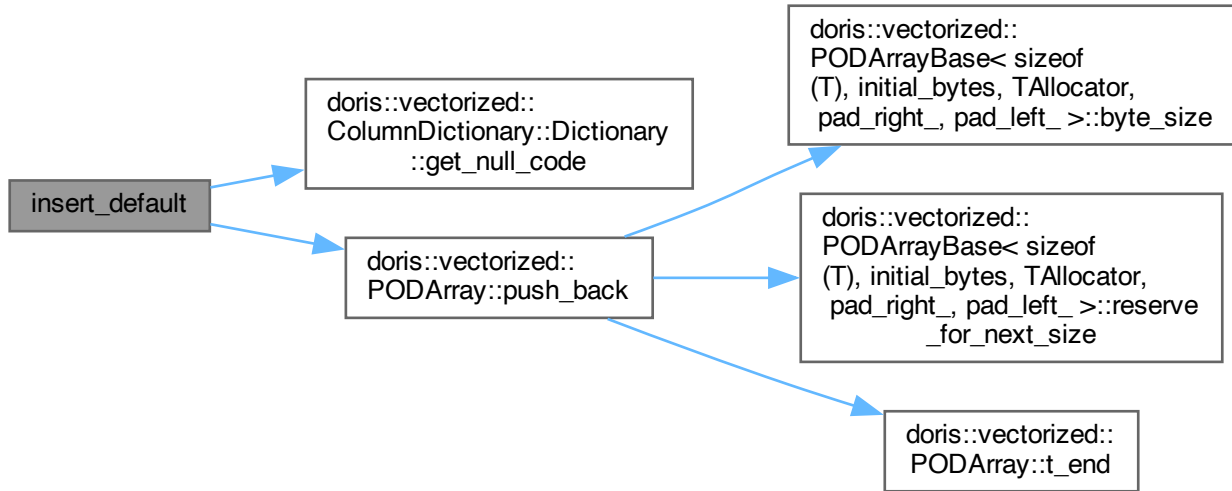 insert_default
doris::vectorized::
ColumnDictionary::Dictionary
::get_null_code
doris::vectorized::
PODArray::push_back
doris::vectorized::
PODArrayBase< sizeof
(T), initial_bytes, TAllocator,
pad_right_, pad_left_ >::byte_size
doris::vectorized::
PODArrayBase< sizeof
(T), initial_bytes, TAllocator,
pad_right_, pad_left_ >::reserve
_for_next_size
doris::vectorized::
PODArray::t_end